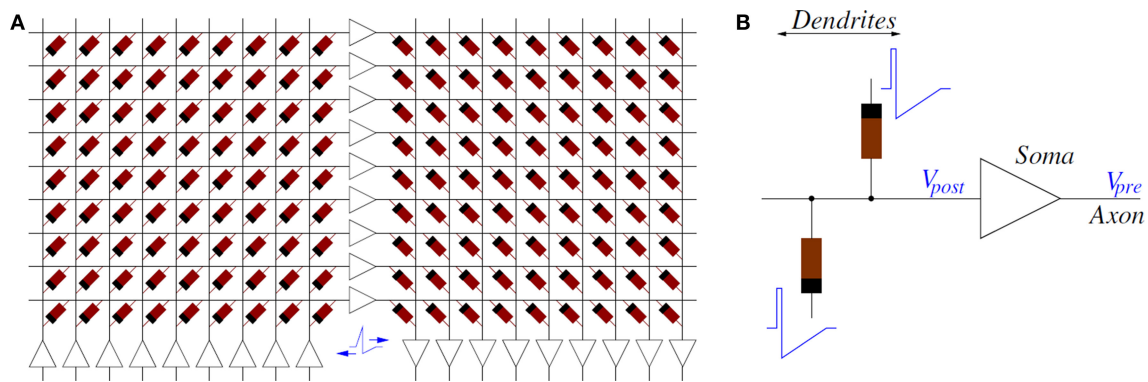 A
B
Dendrites
Soma
Vpost
Vpre
Axon